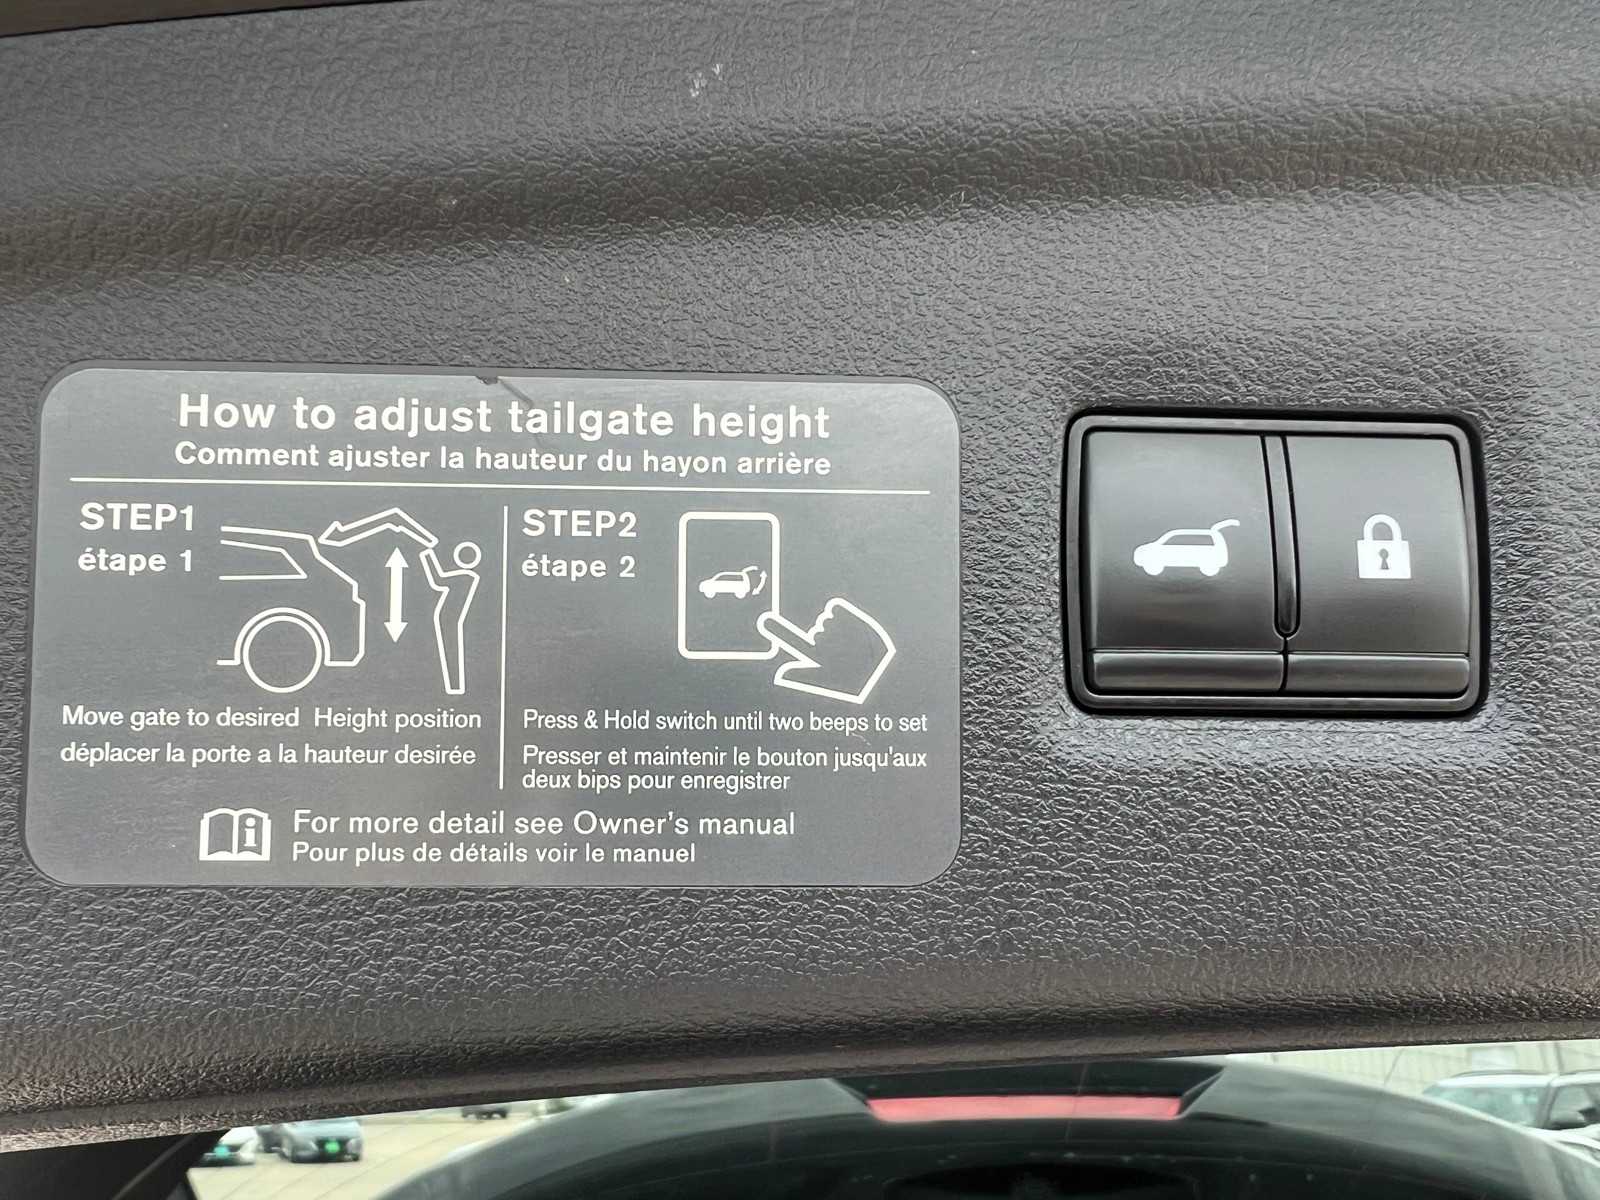 How to adjust tailgate height
Comment ajuster la hauteur du hayon arrière
STEP1
étape 1
Move gate to desired Height position
déplacer la porte a la hauteur desirée
STEP2
étape 2
Press & Hold switch until two beeps to set
Presser et maintenir le bouton jusqu'aux
deux bips pour enregistrer
For more detail see Owner's manual
Pour plus de détails voir le manuel